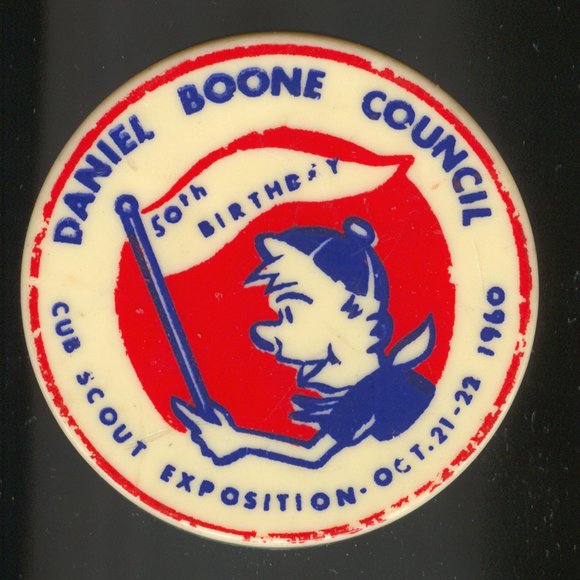 DANIEL BOONE COUNCIL
50th
BIRTHDAY
CUB SCOUT EXPOSITION - OCT. 21-22 1960